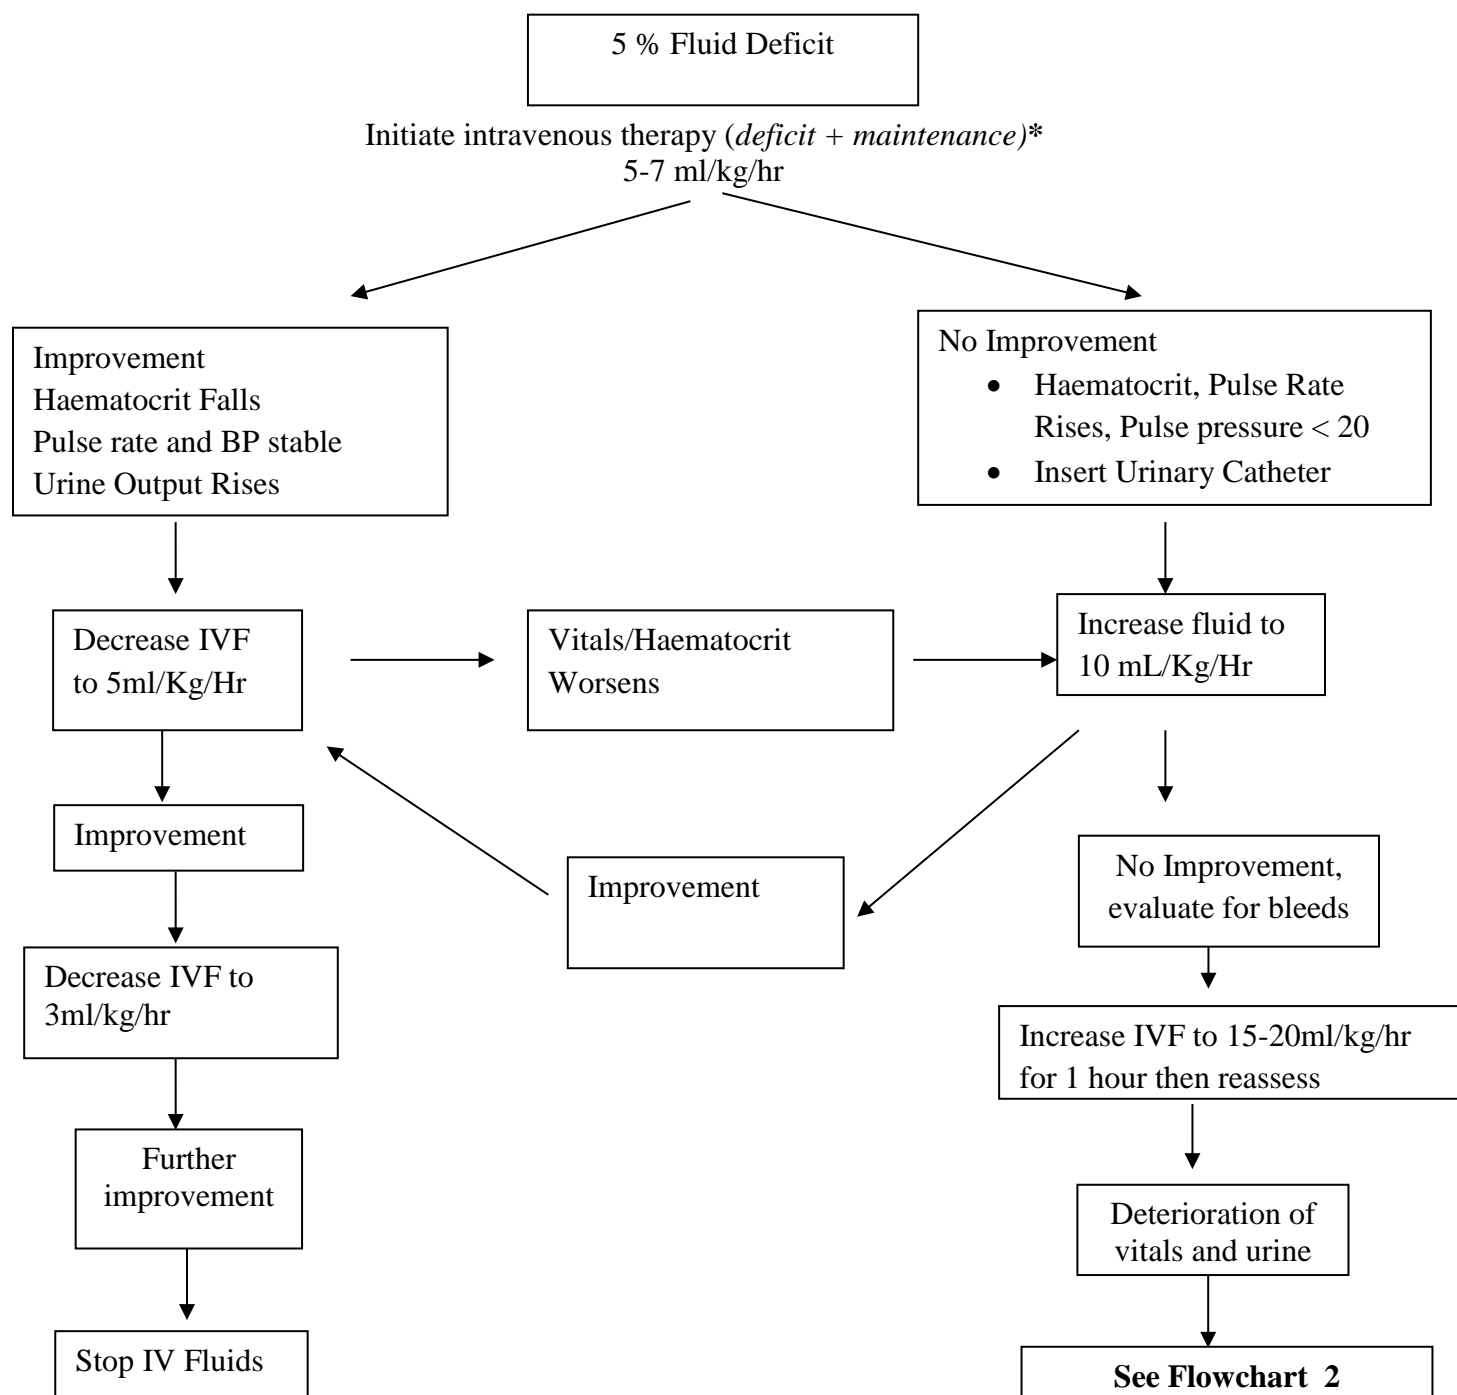 5 % Fluid Deficit
Initiate intravenous therapy (deficit + maintenance)*
5-7 ml/kg/hr
Improvement
Haematocrit Falls
Pulse rate and BP stable
Urine Output Rises
No Improvement
• Haematocrit, Pulse Rate
Rises, Pulse pressure < 20
• Insert Urinary Catheter
Decrease IVF
to 5ml/Kg/Hr
Vitals/Haematocrit
Worsens
Increase fluid to
10 mL/Kg/Hr
Improvement
Improvement
No Improvement,
evaluate for bleeds
Decrease IVF to
3ml/kg/hr
Increase IVF to 15-20ml/kg/hr
for 1 hour then reassess
Further
improvement
Deterioration of
vitals and urine
Stop IV Fluids
See Flowchart 2